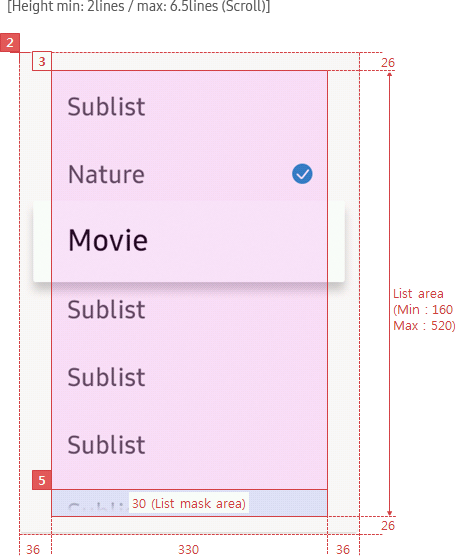 [Height min: 2lines / max: 6.5lines (Scroll)]
2
3
26
Sublist
Nature
Movie
List area
(Min : 160
Max : 520)
Sublist
Sublist
Sublist
5
30 (List mask area)
26
36
330
36